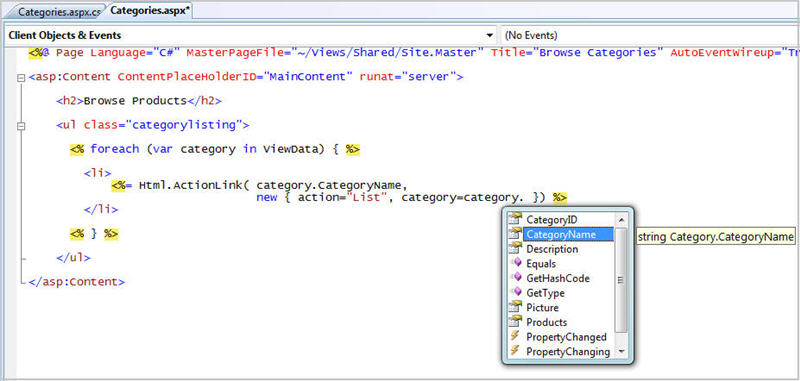 Categories.aspx.cs Categories.aspx*
Client Objects & Events (No Events)
<%@ Page Language="C#" MasterPageFile="~/Views/Shared/Site.Master" Title="Browse Categories" AutoEventWireup="Tr
<asp:Content ContentPlaceHolderID="MainContent" runat="server">
<h2>Browse Products</h2>
<ul class="categorylisting">
<% foreach (var category in ViewData) { %>
<li>
<%= Html.ActionLink( category.CategoryName,
new { action="List", category=category. }) %>
</li>
<% } %>
</ul>
</asp:Content>
CategoryID
CategoryName
Description
Equals
GetHashCode
GetType
Picture
Products
PropertyChanged
PropertyChanging
string Category.CategoryName